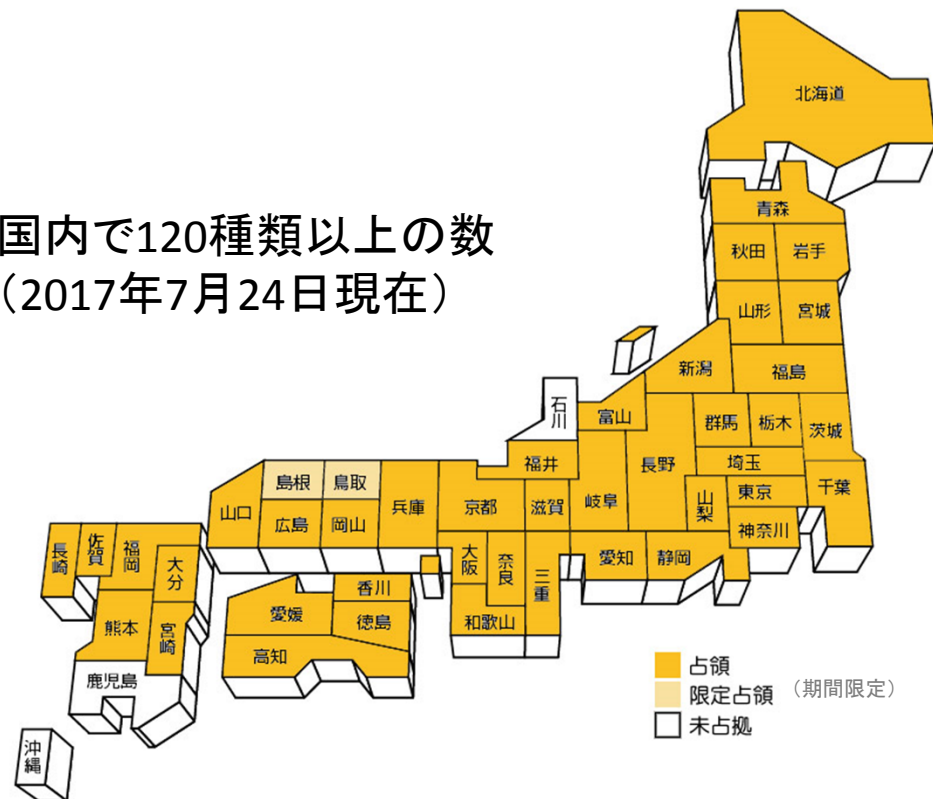 国内で120種類以上の数
（2017年7月24日現在）
北海道
青森
秋田
岩手
山形
宮城
新潟
福島
石川
富山
群馬
栃木
茨城
福井
長野
埼玉
島根
鳥取
兵庫
京都
滋賀
岐阜
山梨
東京
千葉
山口
広島
岡山
神奈川
長崎
佐賀
福岡
大分
大阪
奈良
三重
愛知
静岡
香川
愛媛
徳島
和歌山
熊本
宮崎
高知
鹿児島
沖縄
占領
限定占領 （期間限定）
未占拠